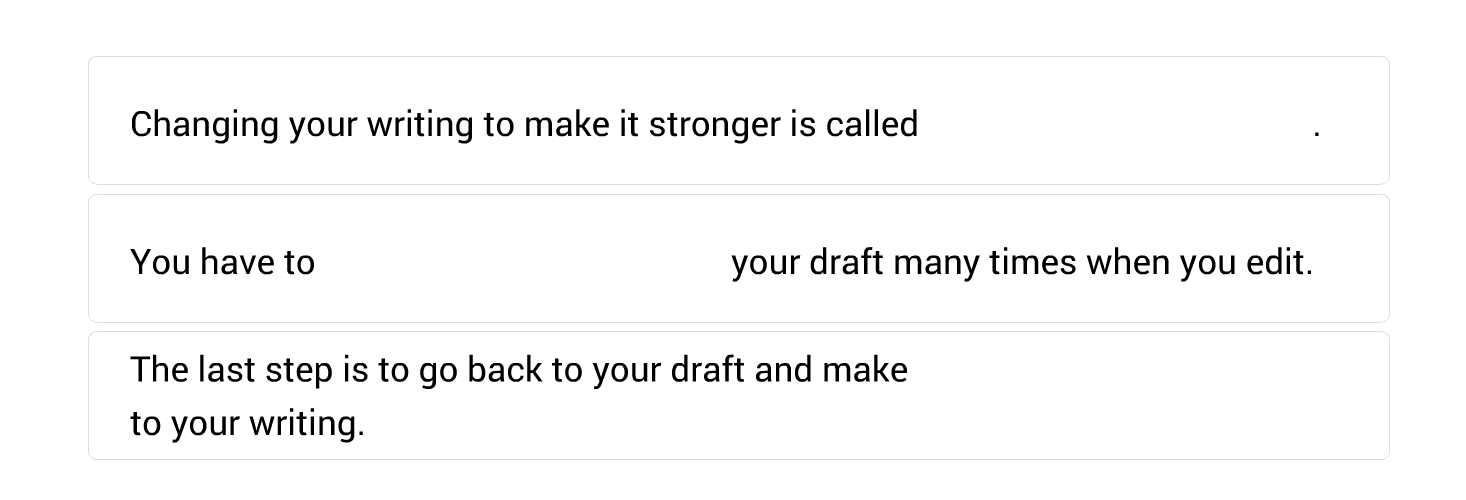 Changing your writing to make it stronger is called .
You have to your draft many times when you edit.
The last step is to go back to your draft and make
to your writing.